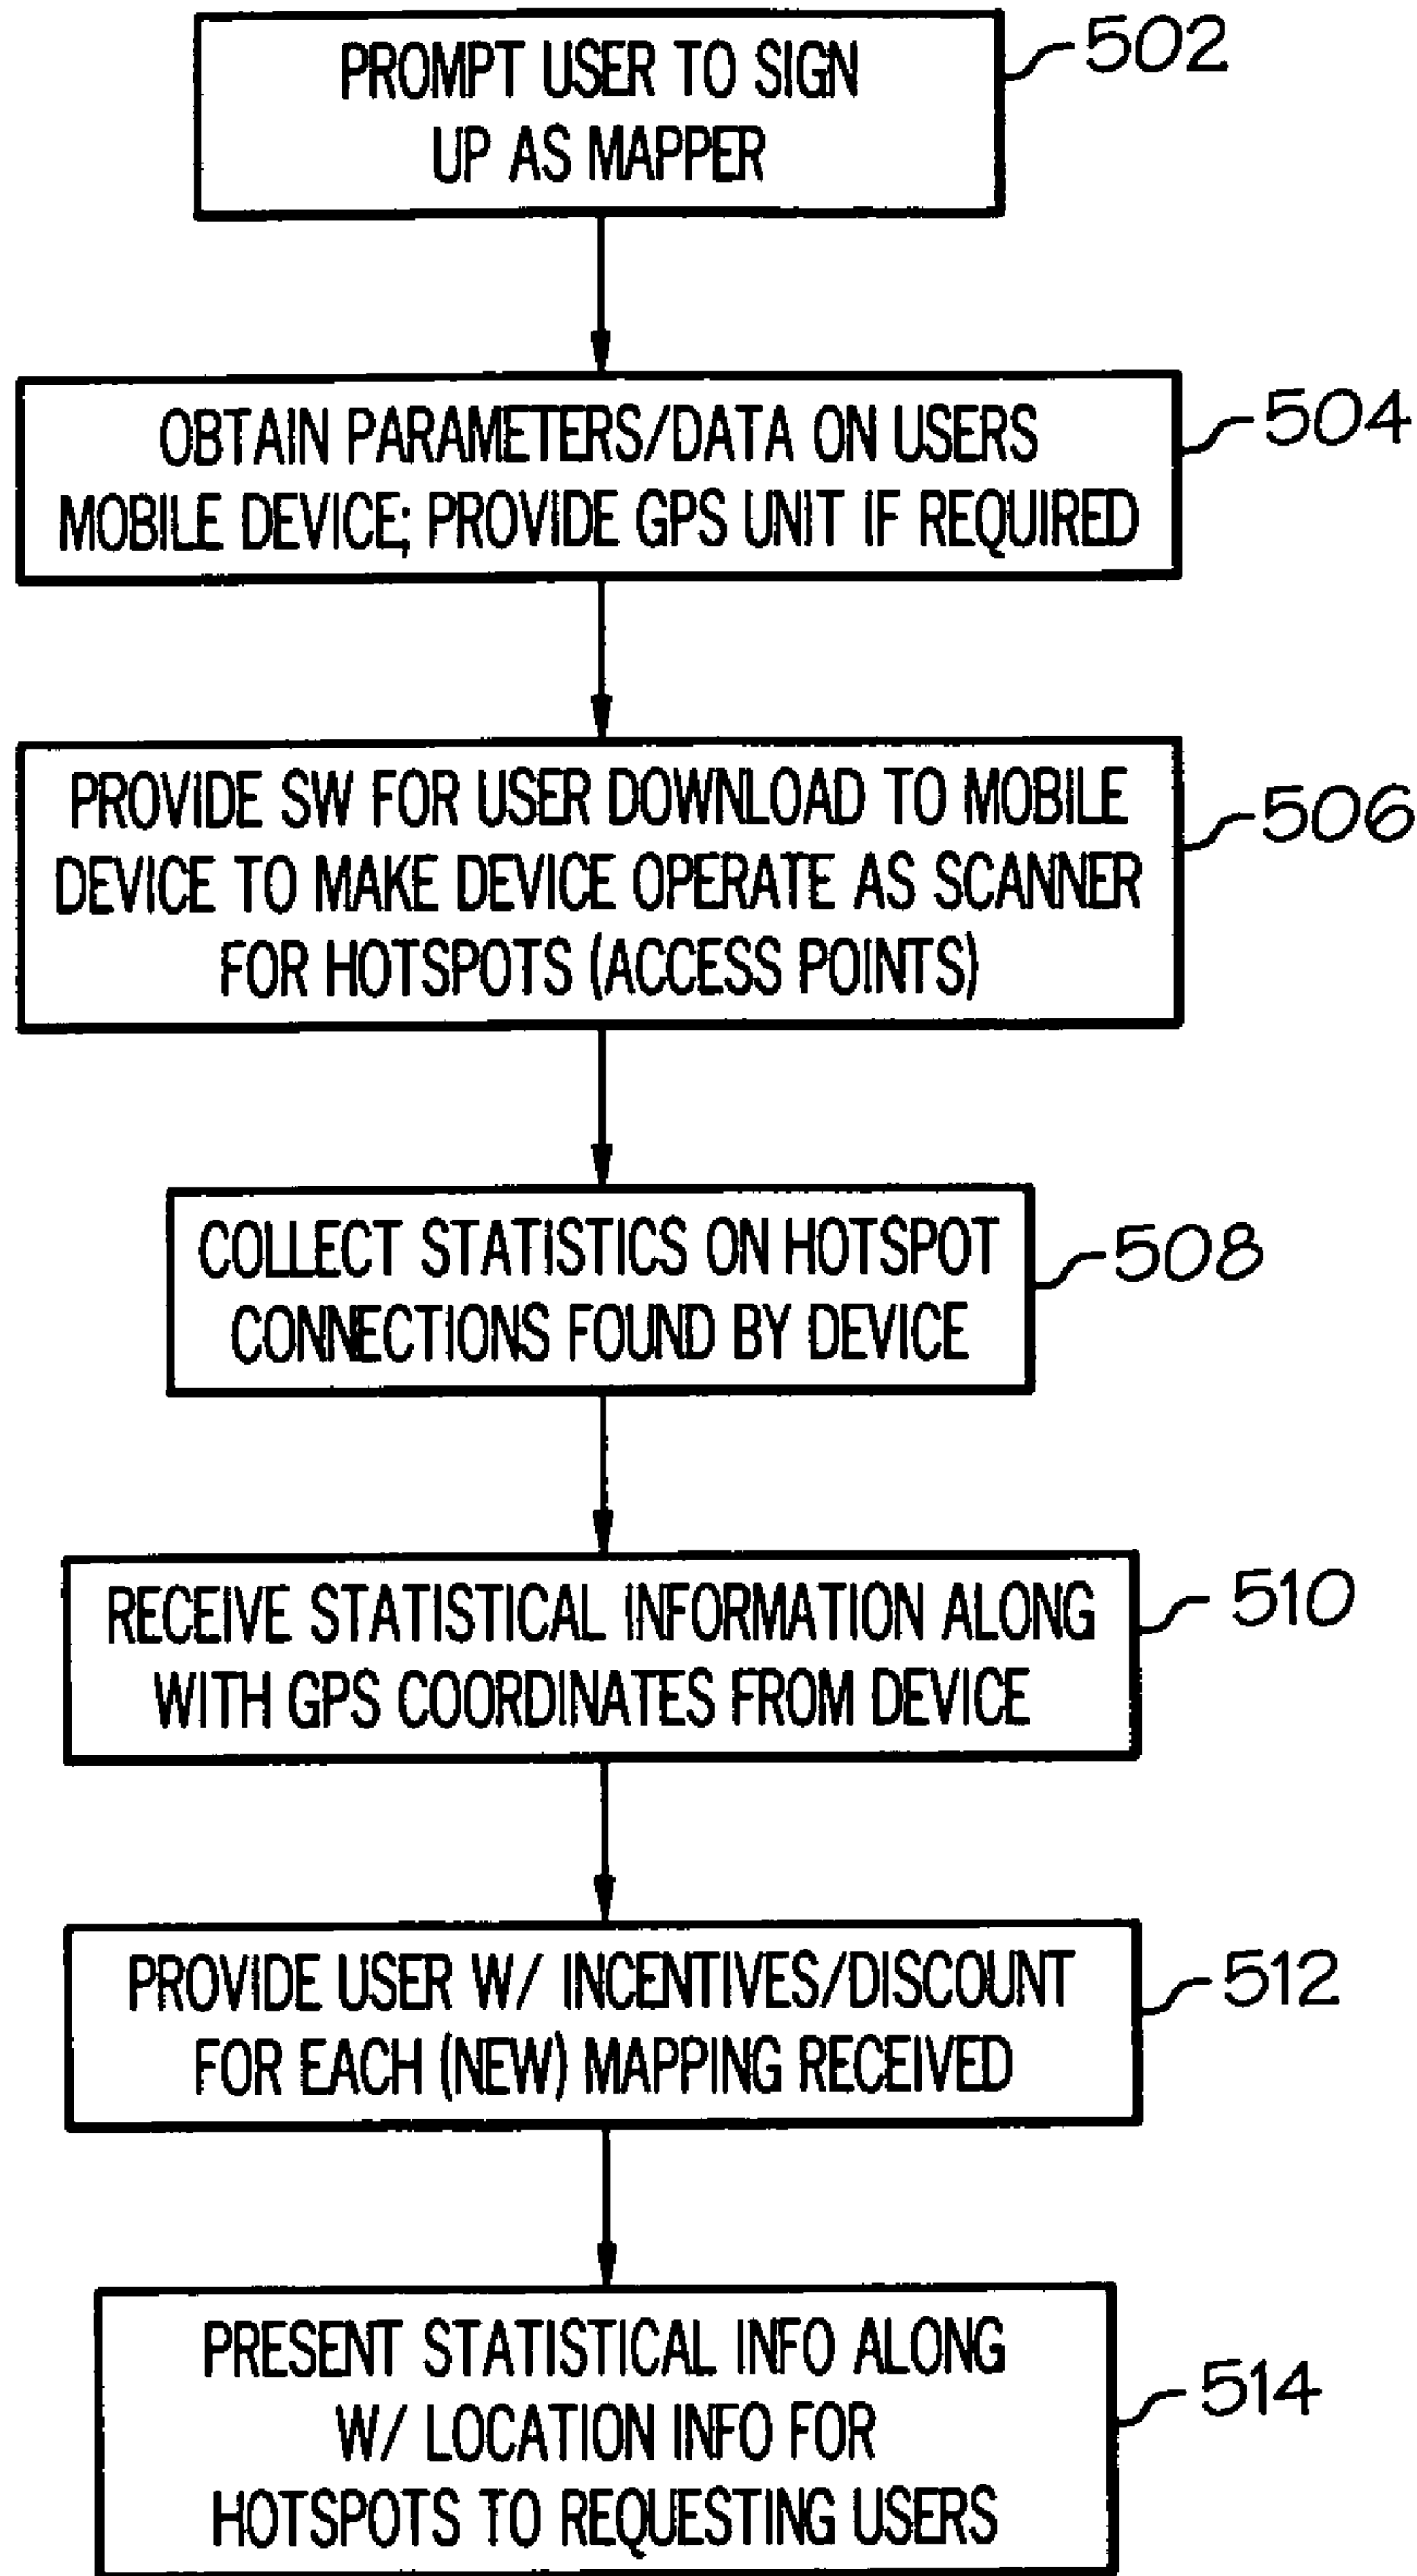 PROMPT USER TO SIGN
UP AS MAPPER
502
OBTAIN PARAMETERS/DATA ON USERS
MOBILE DEVICE; PROVIDE GPS UNIT IF REQUIRED
504
PROVIDE SW FOR USER DOWNLOAD TO MOBILE
DEVICE TO MAKE DEVICE OPERATE AS SCANNER
FOR HOTSPOTS (ACCESS POINTS)
506
COLLECT STATISTICS ON HOTSPOT
CONNECTIONS FOUND BY DEVICE
508
RECEIVE STATISTICAL INFORMATION ALONG
WITH GPS COORDINATES FROM DEVICE
510
PROVIDE USER W/ INCENTIVES/DISCOUNT
FOR EACH (NEW) MAPPING RECEIVED
512
PRESENT STATISTICAL INFO ALONG
W/ LOCATION INFO FOR
HOTSPOTS TO REQUESTING USERS
514